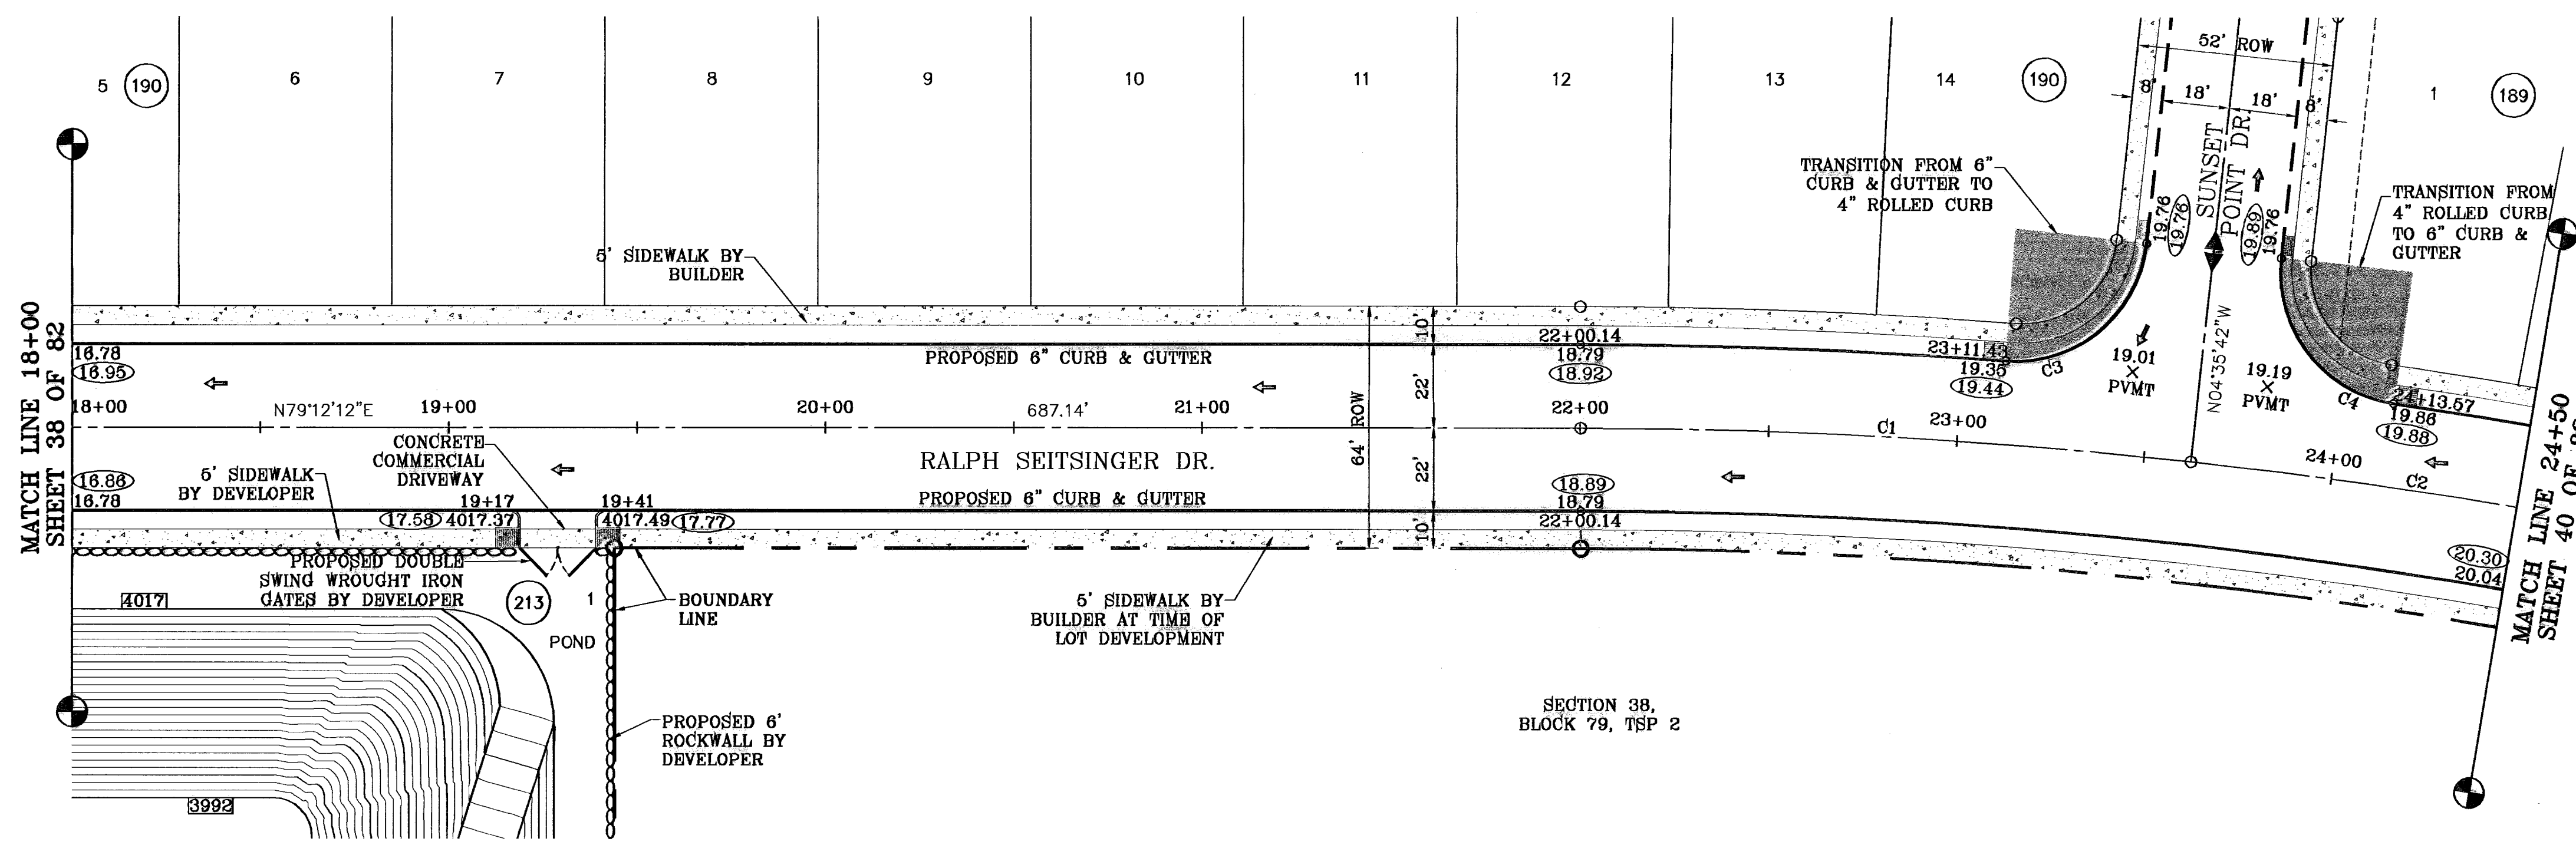 5 190 6 7 8 9 10 11 12 13 14 190 1 189
52' ROW
8' 18' 18' 8'
SUNSET
POINT DR.
TRANSITION FROM 6"
CURB & GUTTER TO
4" ROLLED CURB
TRANSITION FROM
4" ROLLED CURB
TO 6" CURB &
GUTTER
19.76
19.76
19.89
19.76
5' SIDEWALK BY
BUILDER
MATCH LINE 18+00
SHEET 38 OF 82
16.78
16.95
PROPOSED 6" CURB & GUTTER
10'
22'
22'
10'
64' ROW
22+00.14
18.79
18.92
23+11.43
19.35
19.44
C3
19.01
PVMT
N04°35'42"W
19.19
PVMT
C4
24+13.57
19.86
19.88
18+00 N79°12'12"E 19+00 20+00 687.14' 21+00 22+00 C1 23+00 24+00 C2
CONCRETE
COMMERCIAL
DRIVEWAY
5' SIDEWALK
BY DEVELOPER
16.86
16.78
RALPH SEITSINGER DR.
PROPOSED 6" CURB & GUTTER
19+17
17.58 4017.37
19+41
4017.49 17.77
18.89
18.79
22+00.14
20.30
20.04
MATCH LINE 24+50
SHEET 40 OF
PROPOSED DOUBLE
SWING WROUGHT IRON
GATES BY DEVELOPER
4017
213 1
POND
BOUNDARY
LINE
5' SIDEWALK BY
BUILDER AT TIME OF
LOT DEVELOPMENT
PROPOSED 6'
ROCKWALL BY
DEVELOPER
SECTION 38,
BLOCK 79, TSP 2
3992